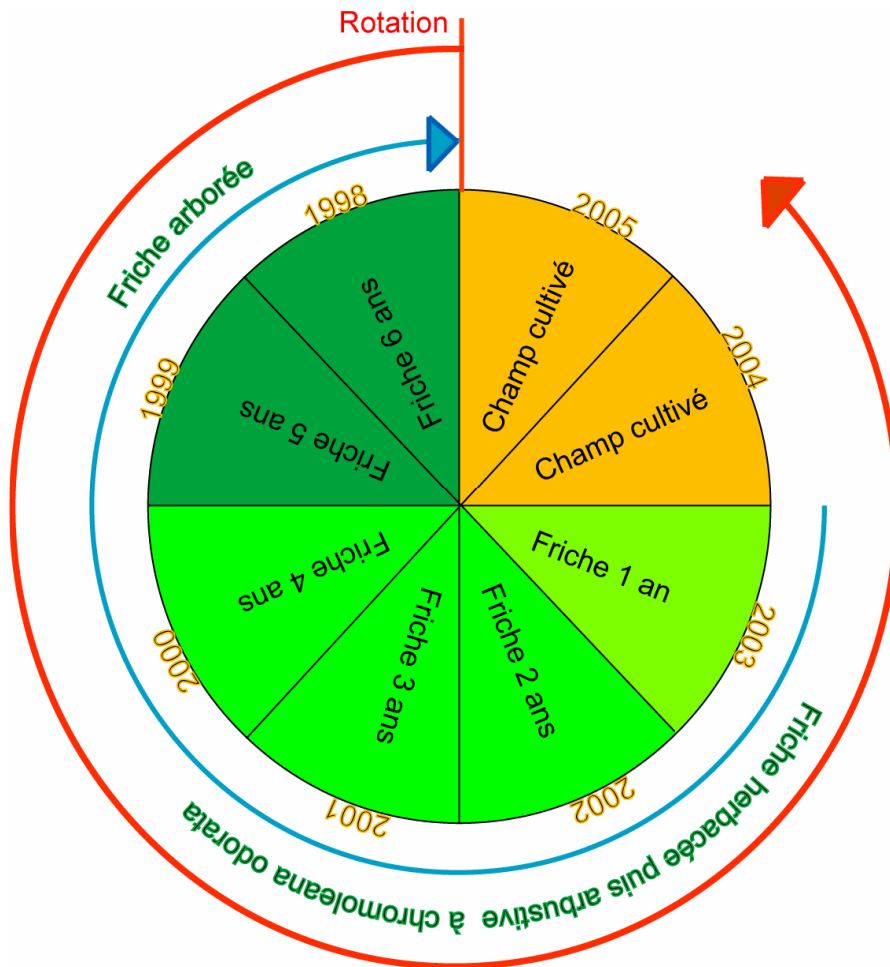 Rotation
Friche arborée
1998
2005
1999
2004
Friche 6 ans
Champ cultivé
Friche 5 ans
Champ cultivé
Friche 4 ans
Friche 1 an
Friche 3 ans
Friche 2 ans
2000
2003
2001
2002
Friche herbacée puis arbustive à chromoleana odorata